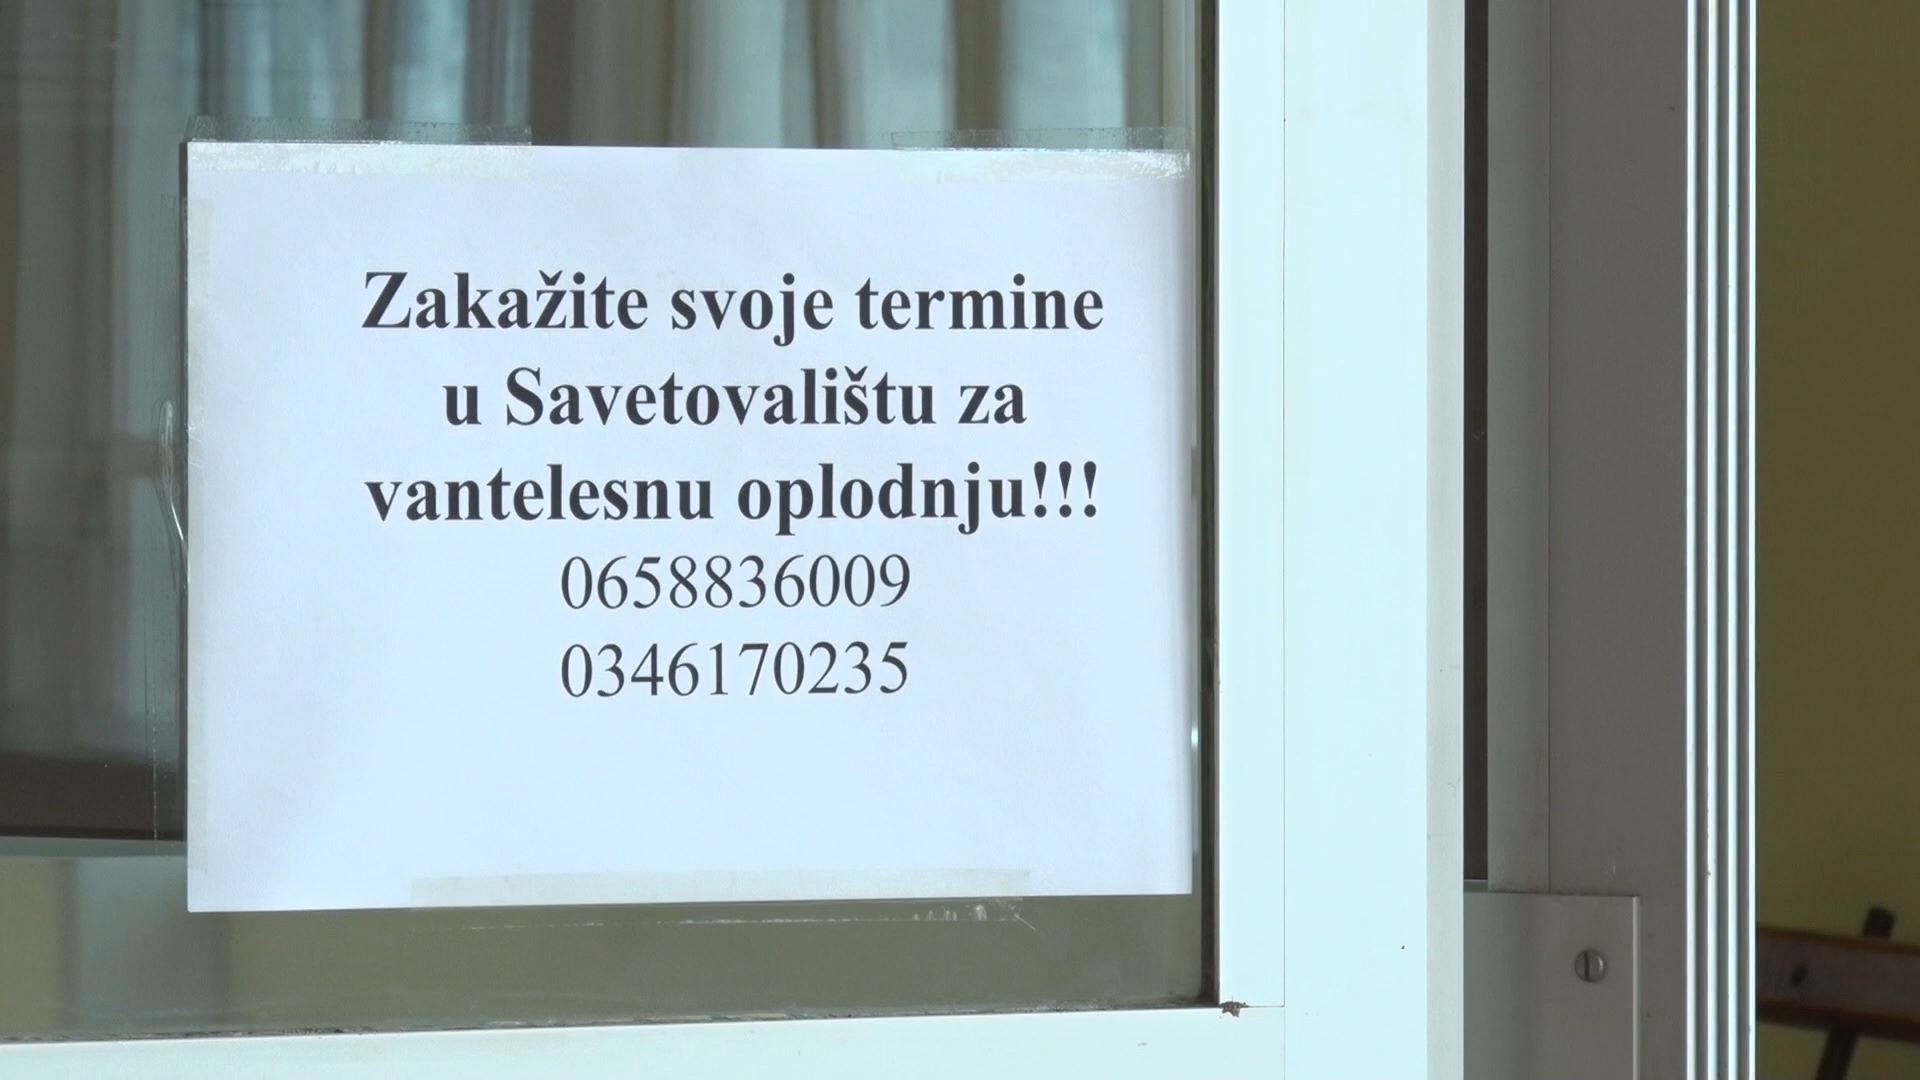 Zakažite svoje termine
u Savetovalištu za
vantelesnu oplodnju!!!
0658836009
0346170235